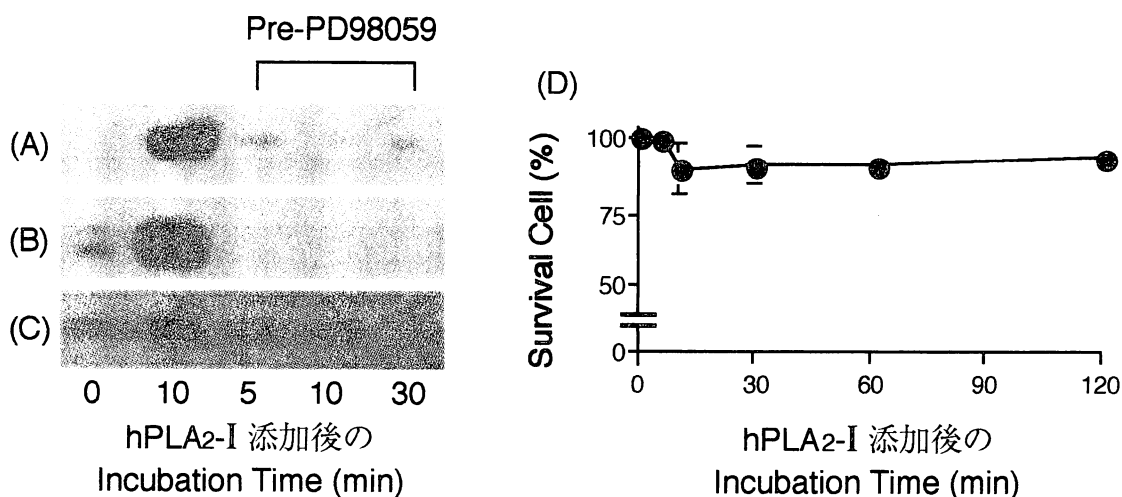 Pre-PD98059
(A)
(B)
(C)
0 10 5 10 30
hPLA2-I 添加後の
Incubation Time (min)
(D)
Survival Cell (%)
100
75
50
0
0 30 60 90 120
hPLA2-I 添加後の
Incubation Time (min)